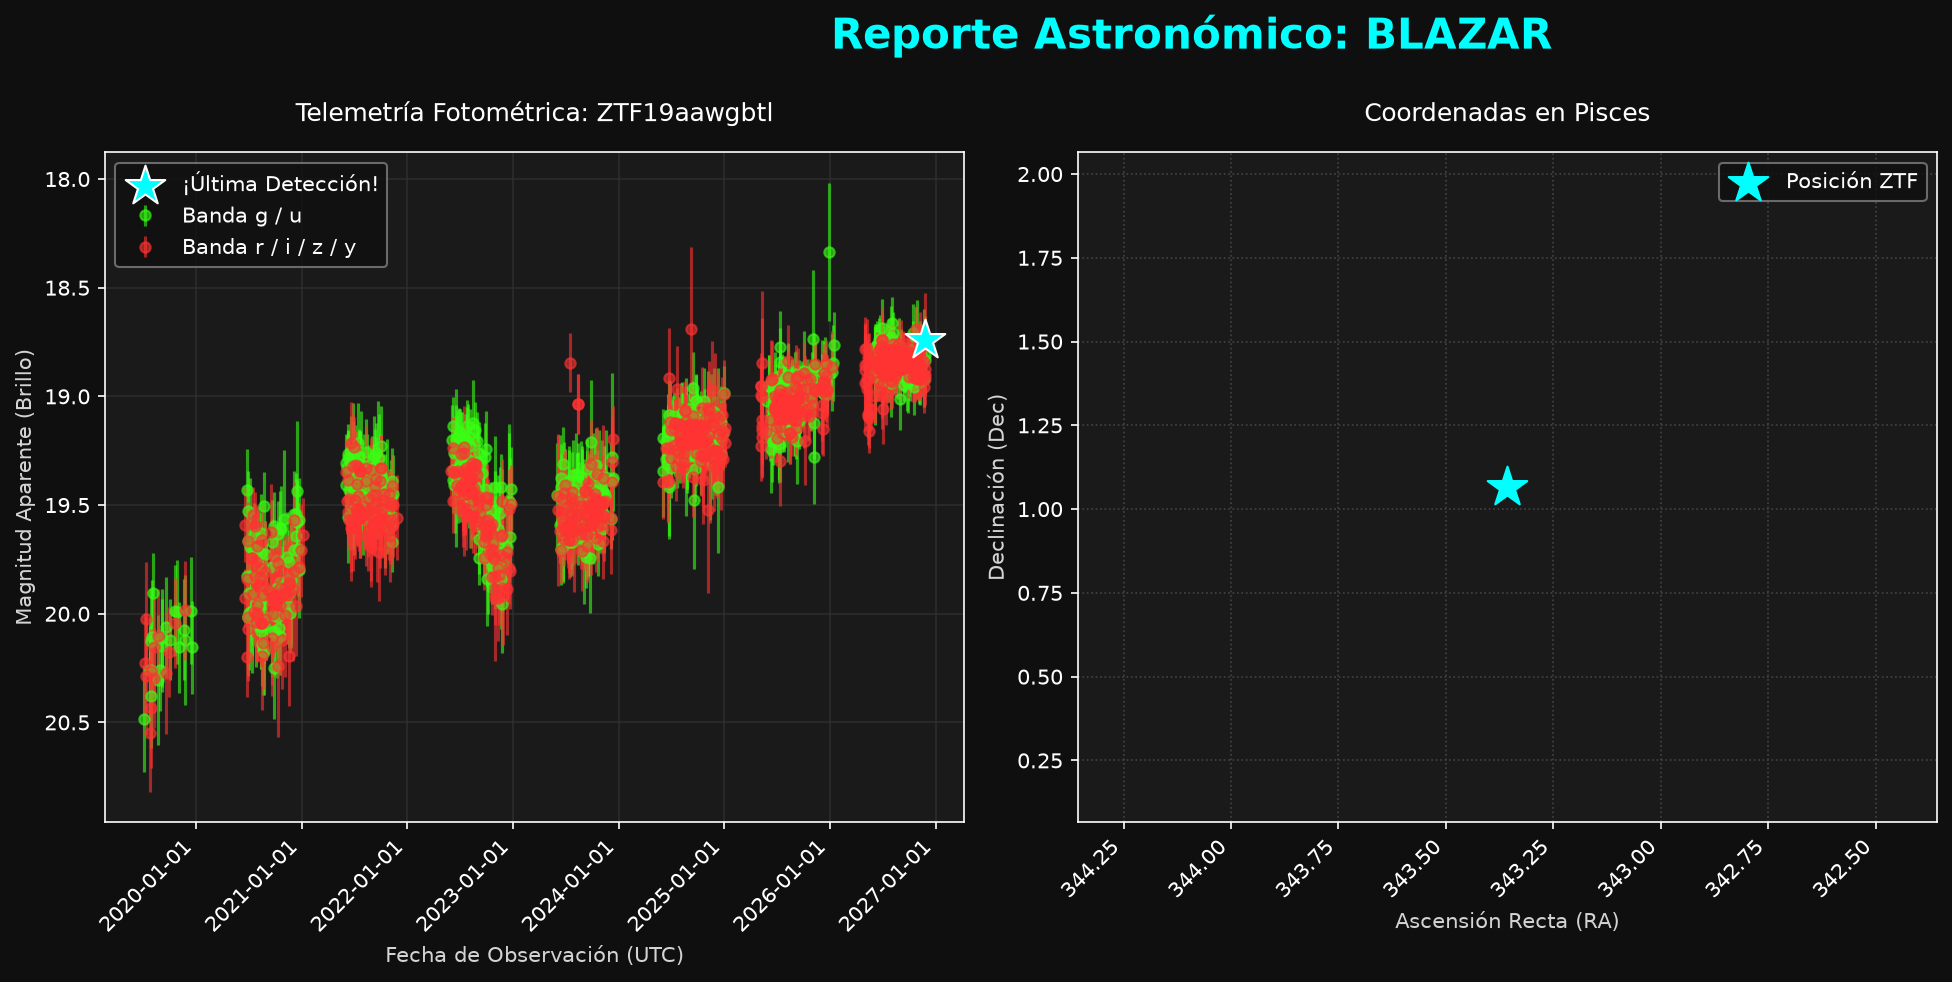 Reporte Astronómico: BLAZAR
Telemetría Fotométrica: ZTF19aawgbtl
¡Última Detección!
Banda g / u
Banda r / i / z / y
Magnitud Aparente (Brillo)
18.0
18.5
19.0
19.5
20.0
20.5
2020-01-01
2021-01-01
2022-01-01
2023-01-01
2024-01-01
2025-01-01
2026-01-01
2027-01-01
Fecha de Observación (UTC)
Coordenadas en Pisces
Posición ZTF
Declinación (Dec)
2.00
1.75
1.50
1.25
1.00
0.75
0.50
0.25
344.25
344.00
343.75
343.50
343.25
343.00
342.75
342.50
Ascensión Recta (RA)